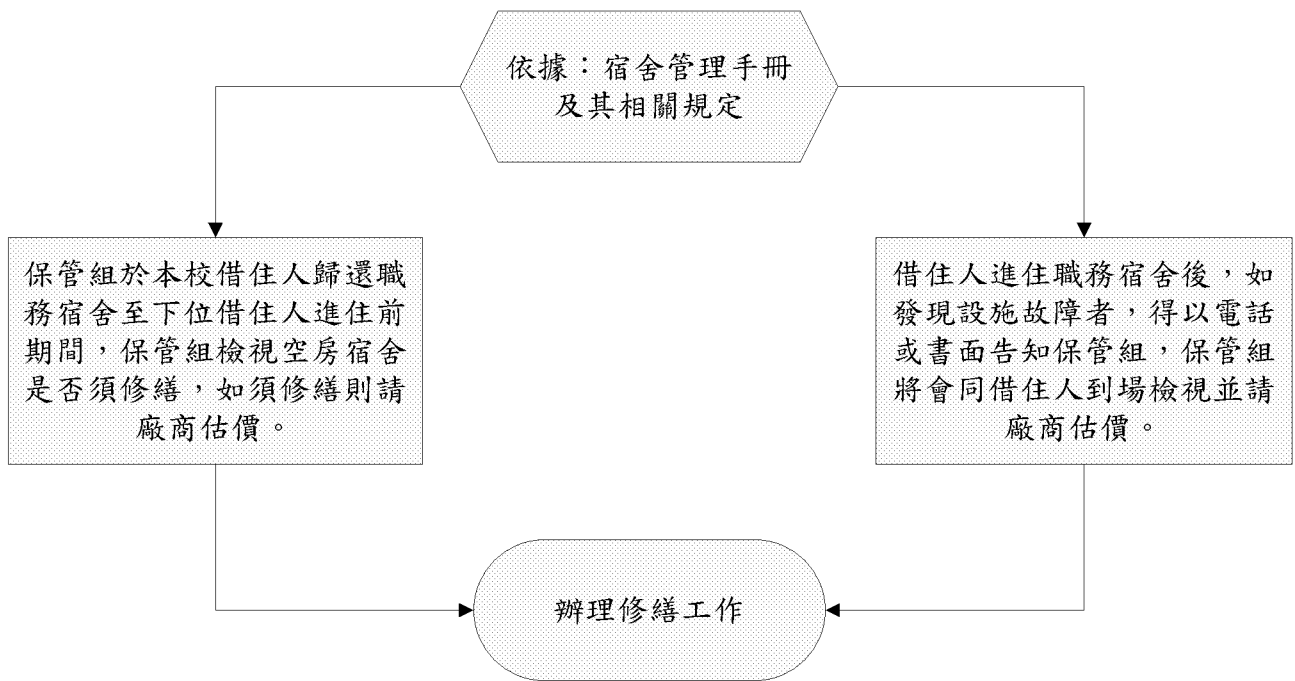 依據：宿舍管理手冊
及其相關規定
保管組於本校借住人歸還職
務宿舍至下位借住人進住前
期間，保管組檢視空房宿舍
是否須修繕，如須修繕則請
廠商估價。
借住人進住職務宿舍後，如
發現設施故障者，得以電話
或書面告知保管組，保管組
將會同借住人到場檢視並請
廠商估價。
辦理修繕工作